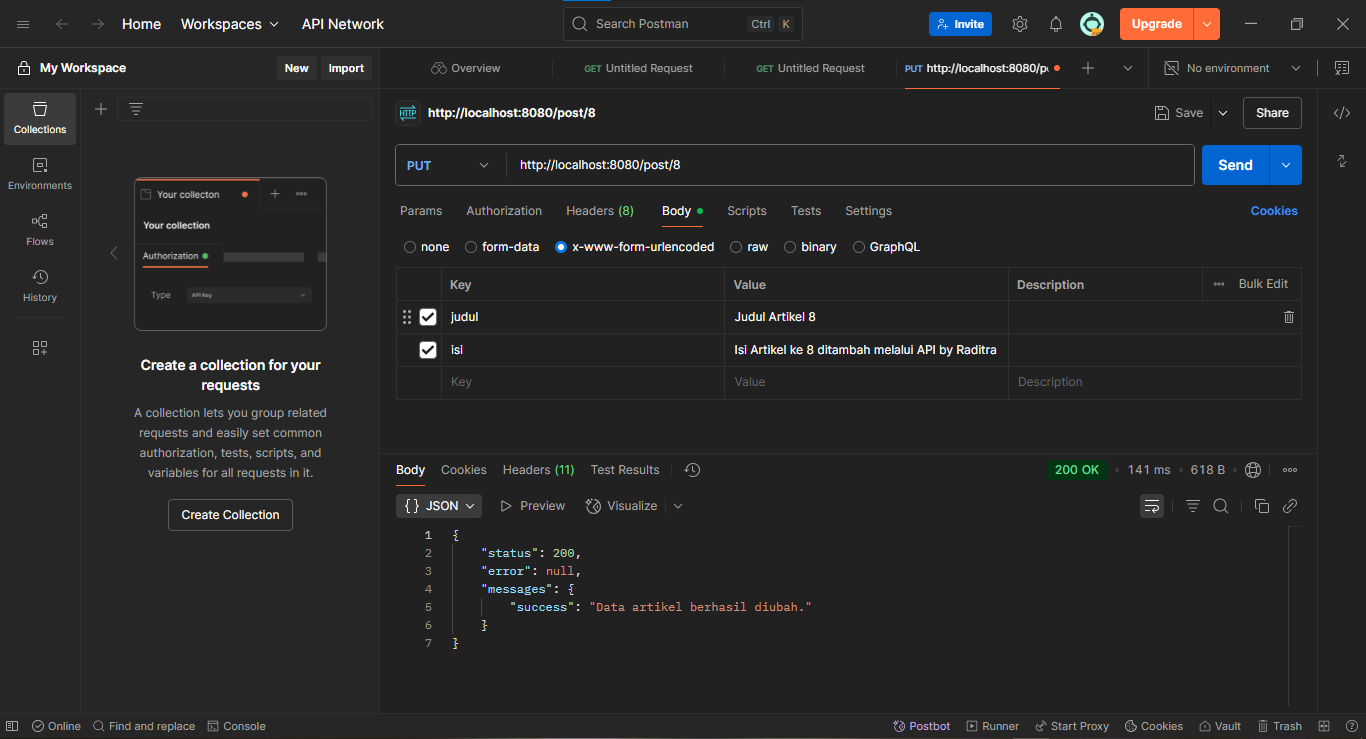 Home Workspaces API Network Search Postman Ctrl K Invite Upgrade
My Workspace New Import Overview GET Untitled Request GET Untitled Request PUT http://localhost:8080/p No environment
Collections
Environments
Flows
History
Your collecton
Your collection
Authorization
Type API Key
Create a collection for your
requests
A collection lets you group related
requests and easily set common
authorization, tests, scripts, and
variables for all requests in it.
Create Collection
HTTP http://localhost:8080/post/8 Save Share
PUT http://localhost:8080/post/8 Send
Params Authorization Headers (8) Body Scripts Tests Settings Cookies
none form-data x-www-form-urlencoded raw binary GraphQL
Key Value Description Bulk Edit
judul Judul Artikel 8
isi Isi Artikel ke 8 ditambah melalui API by Raditra
Key Value Description
Body Cookies Headers (11) Test Results 200 OK 141 ms 618 B
{} JSON Preview Visualize
1 {
2 "status": 200,
3 "error": null,
4 "messages": {
5 "success": "Data artikel berhasil diubah."
6 }
7 }
Online Find and replace Console Postbot Runner Start Proxy Cookies Vault Trash